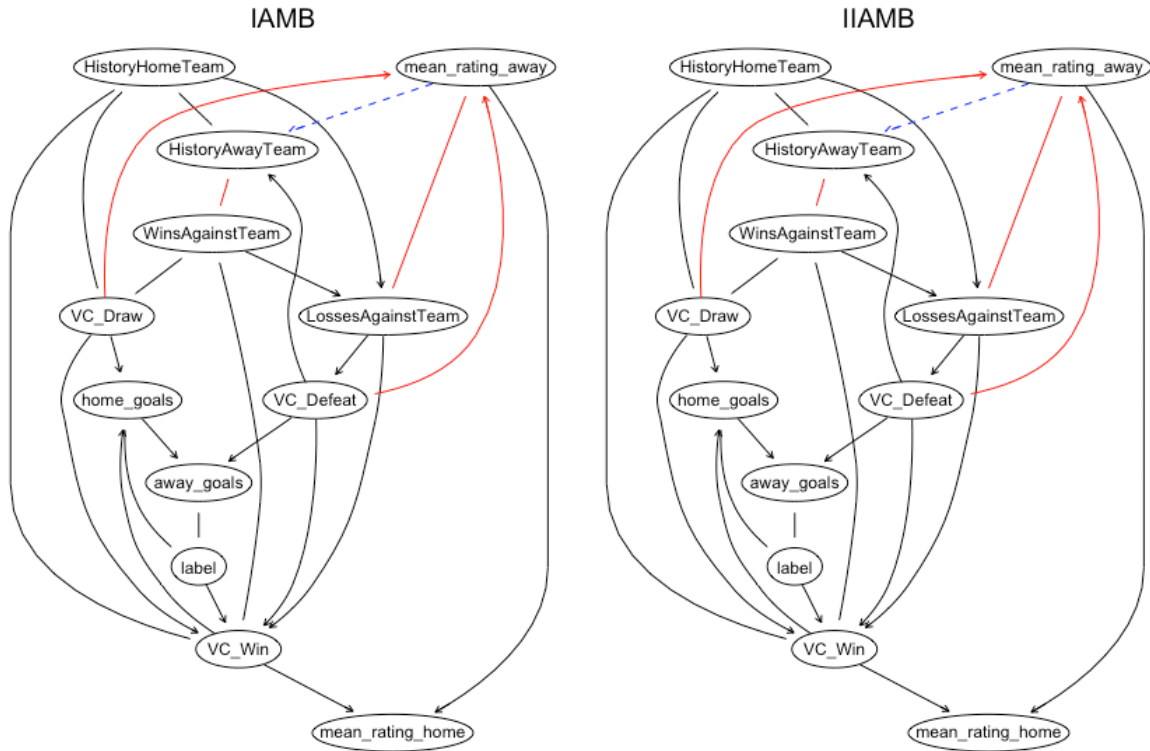 IAMB
HistoryHomeTeam
mean_rating_away
HistoryAwayTeam
WinsAgainstTeam
VC_Draw
LossesAgainstTeam
home_goals
VC_Defeat
away_goals
label
VC_Win
mean_rating_home
IIAMB
HistoryHomeTeam
mean_rating_away
HistoryAwayTeam
WinsAgainstTeam
VC_Draw
LossesAgainstTeam
home_goals
VC_Defeat
away_goals
label
VC_Win
mean_rating_home